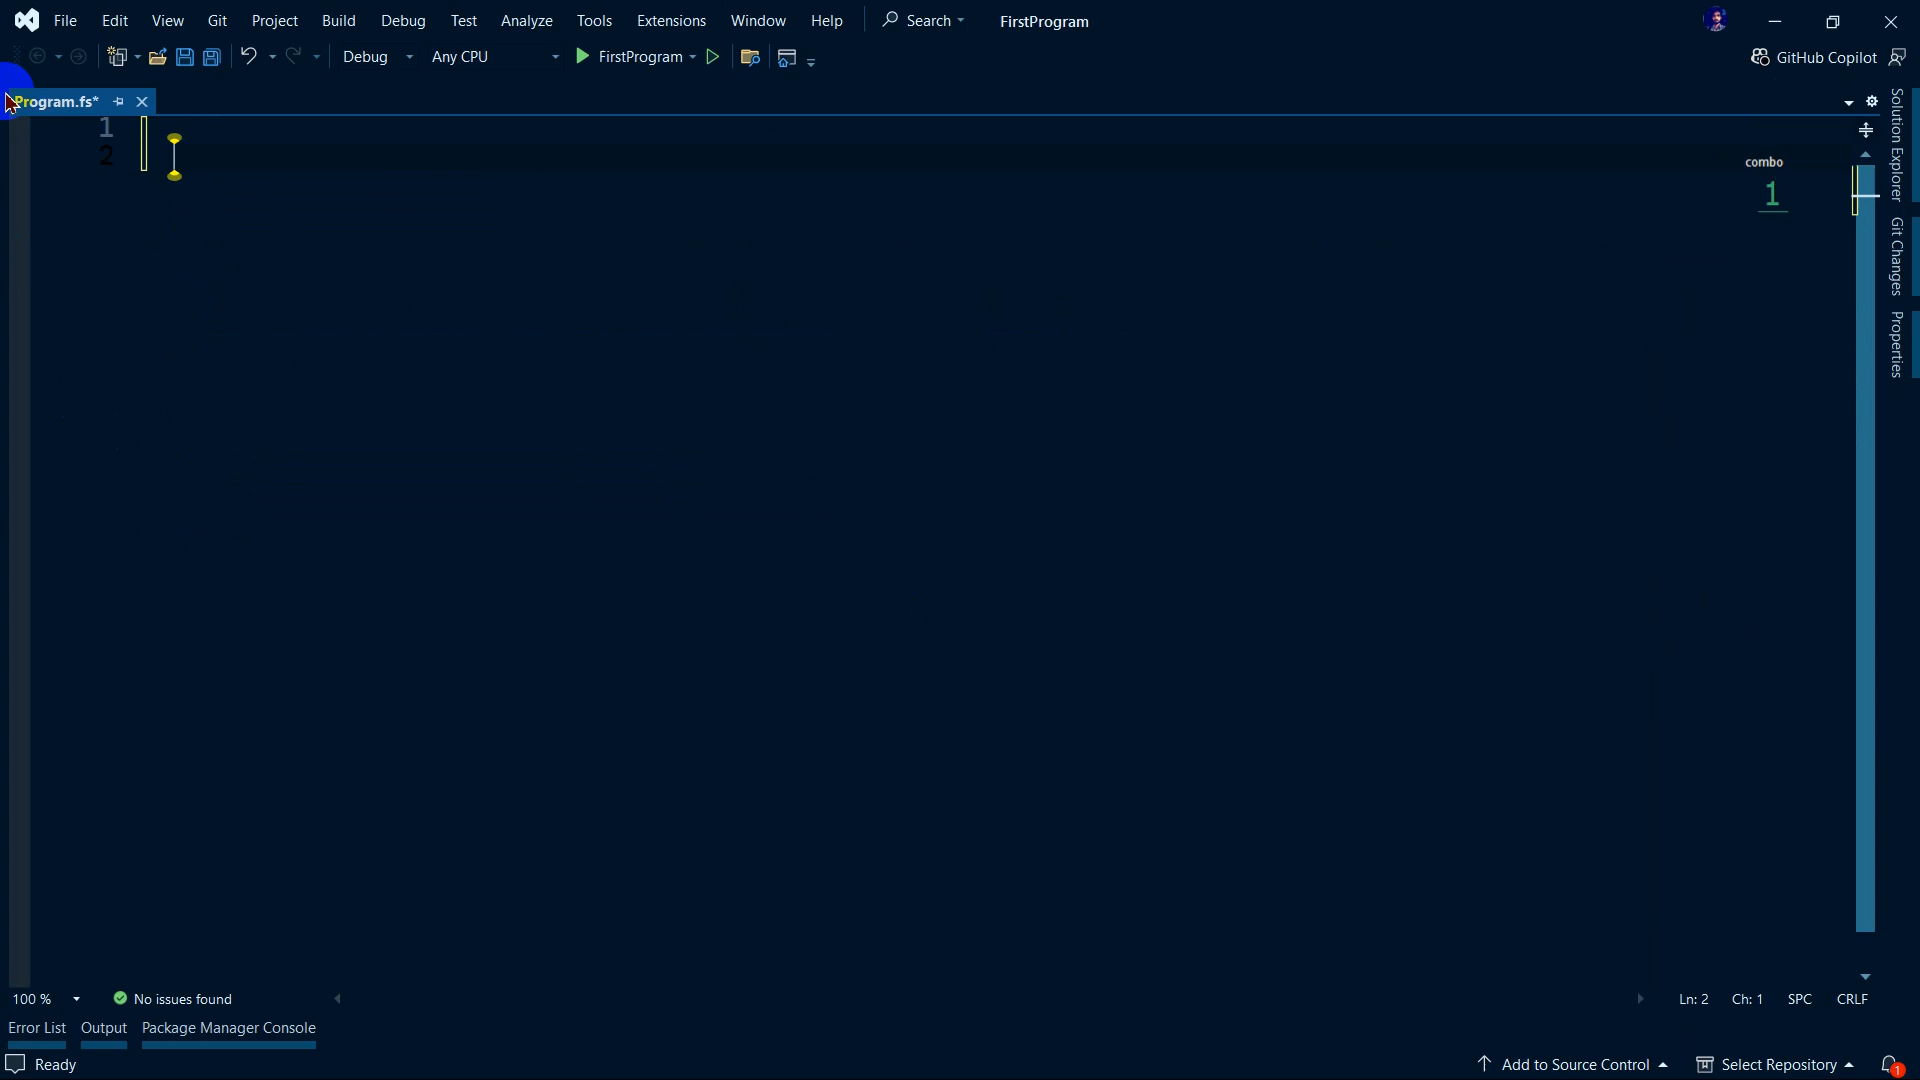 File Edit View Git Project Build Debug Test Analyze Tools Extensions Window Help Search FirstProgram
Debug Any CPU FirstProgram GitHub Copilot
Program.fs*
1
2
combo
1
Solution Explorer
Git Changes
Properties
100 % No issues found Ln: 2 Ch: 1 SPC CRLF
Error List Output Package Manager Console
Ready Add to Source Control Select Repository 1